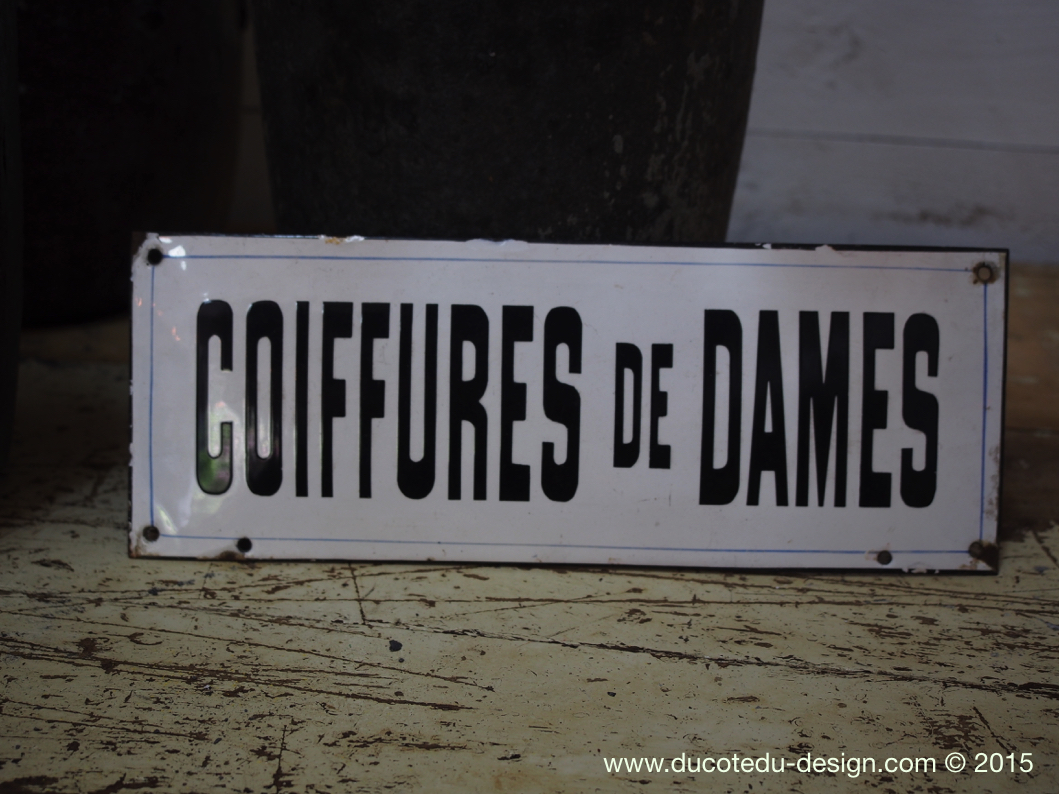 COIFFURES DE DAMES
www.ducotedu-design.com © 2015